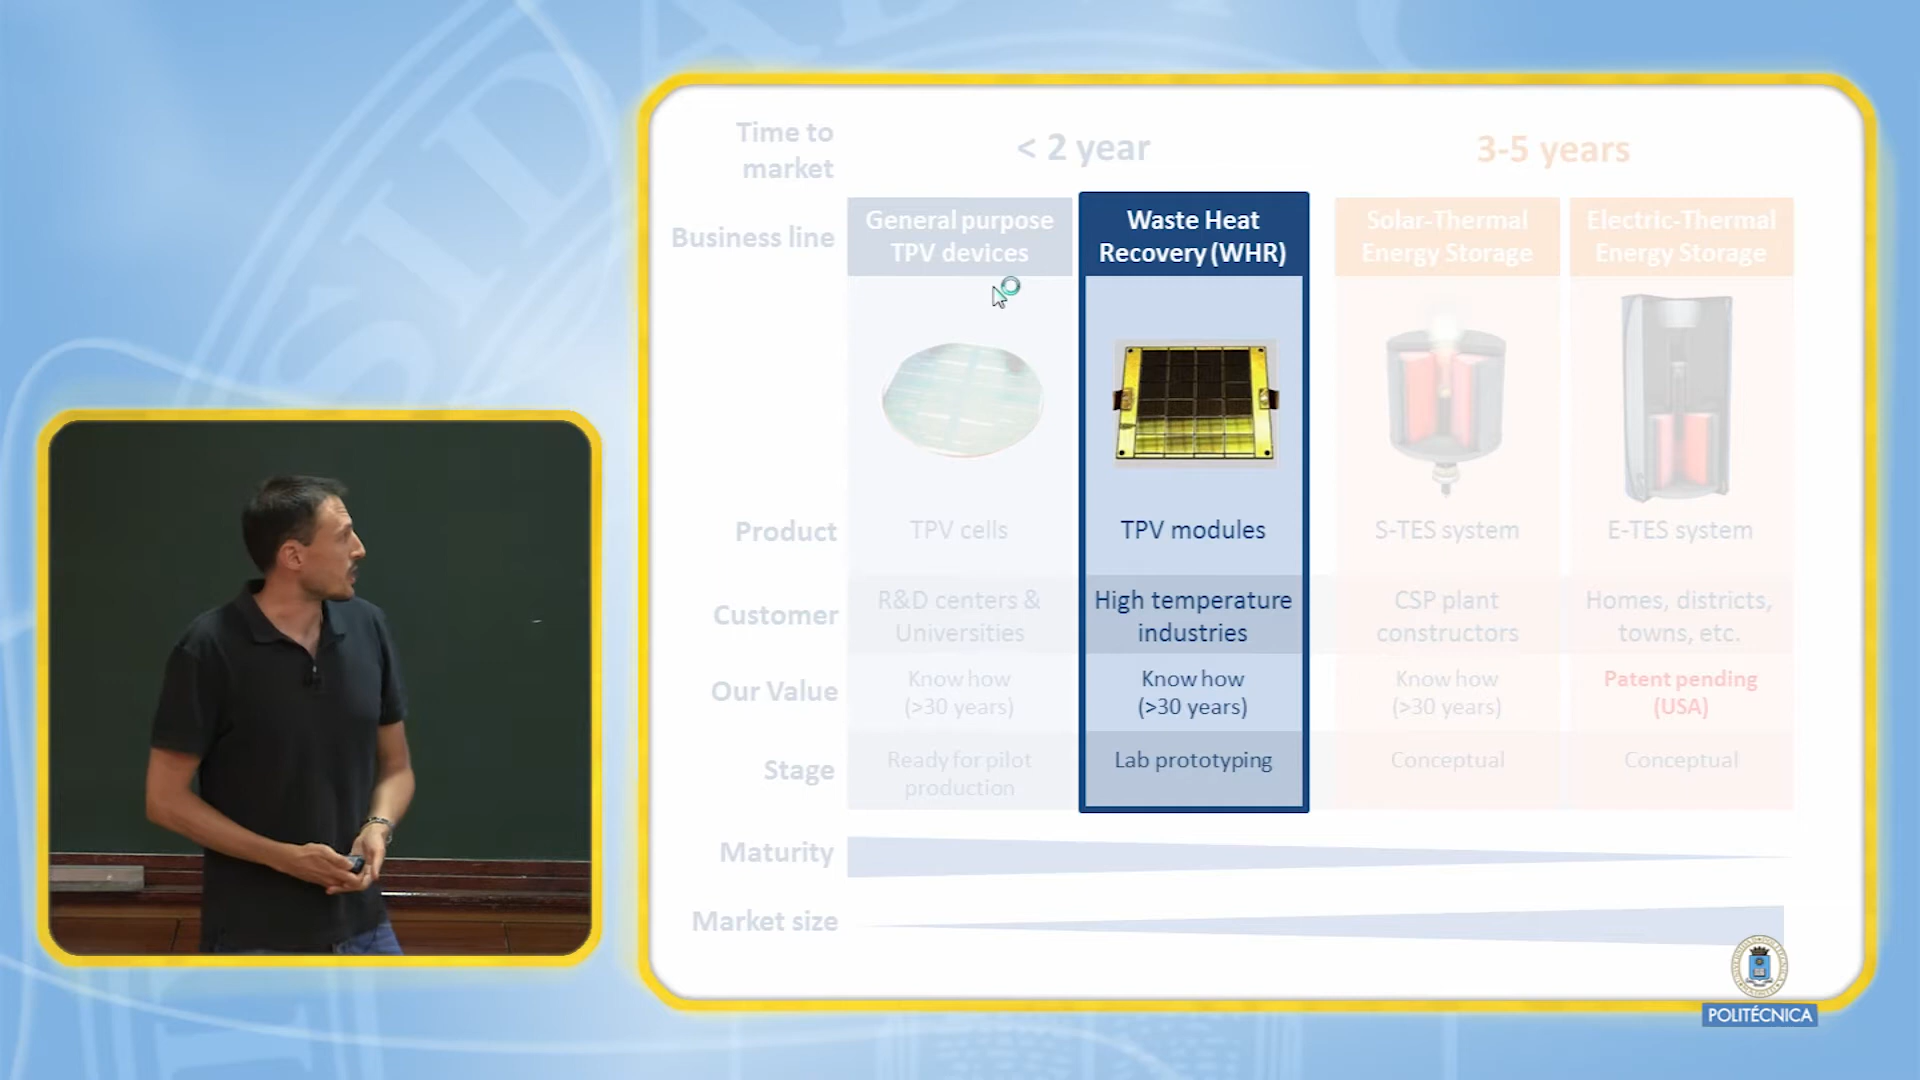 Time to
market
< 2 year
3-5 years
Business line
General purpose
TPV devices
Waste Heat
Recovery (WHR)
Solar-Thermal
Energy Storage
Electric-Thermal
Energy Storage
Product
TPV cells
TPV modules
S-TES system
E-TES system
Customer
R&D centers &
Universities
High temperature
industries
CSP plant
constructors
Homes, districts,
towns, etc.
Our Value
Know how
(>30 years)
Know how
(>30 years)
Know how
(>30 years)
Patent pending
(USA)
Stage
Ready for pilot
production
Lab prototyping
Conceptual
Conceptual
Maturity
Market size
POLITÉCNICA